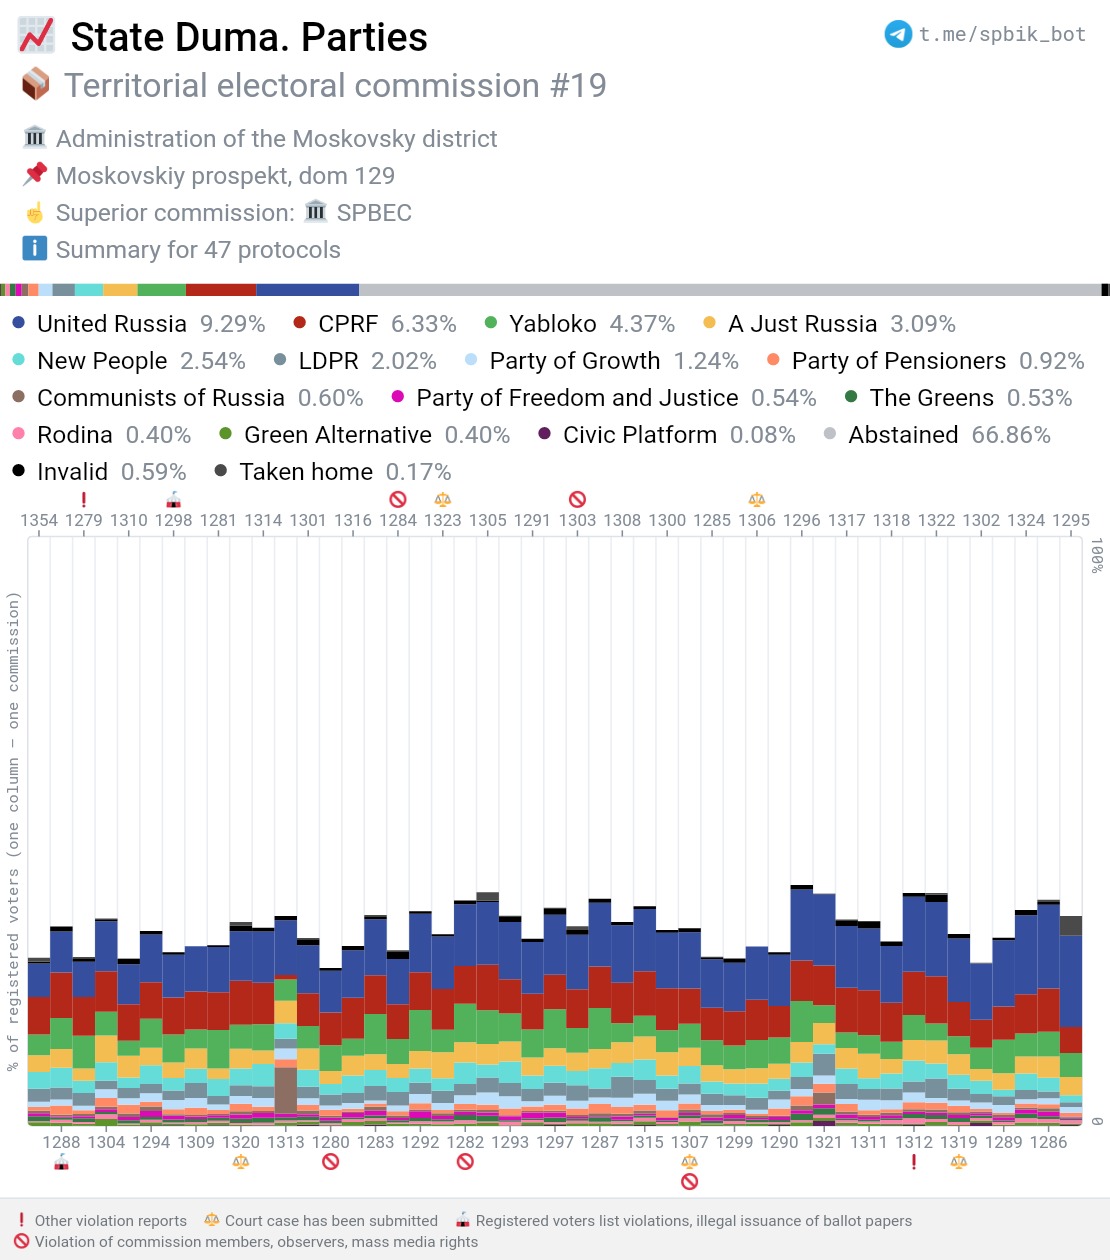 State Duma. Parties
t.me/spbik_bot
Territorial electoral commission #19
Administration of the Moskovsky district
Moskovskiy prospekt, dom 129
Superior commission: SPBEC
Summary for 47 protocols
United Russia 9.29% CPRF 6.33% Yabloko 4.37% A Just Russia 3.09%
New People 2.54% LDPR 2.02% Party of Growth 1.24% Party of Pensioners 0.92%
Communists of Russia 0.60% Party of Freedom and Justice 0.54% The Greens 0.53%
Rodina 0.40% Green Alternative 0.40% Civic Platform 0.08% Abstained 66.86%
Invalid 0.59% Taken home 0.17%
1354 1279 1310 1298 1281 1314 1301 1316 1284 1323 1305 1291 1303 1308 1300 1285 1306 1296 1317 1318 1322 1302 1324 1295
100%
% of registered voters (one column – one commission)
0
1288 1304 1294 1309 1320 1313 1280 1283 1292 1282 1293 1297 1287 1315 1307 1299 1290 1321 1311 1312 1319 1289 1286
Other violation reports Court case has been submitted Registered voters list violations, illegal issuance of ballot papers
Violation of commission members, observers, mass media rights